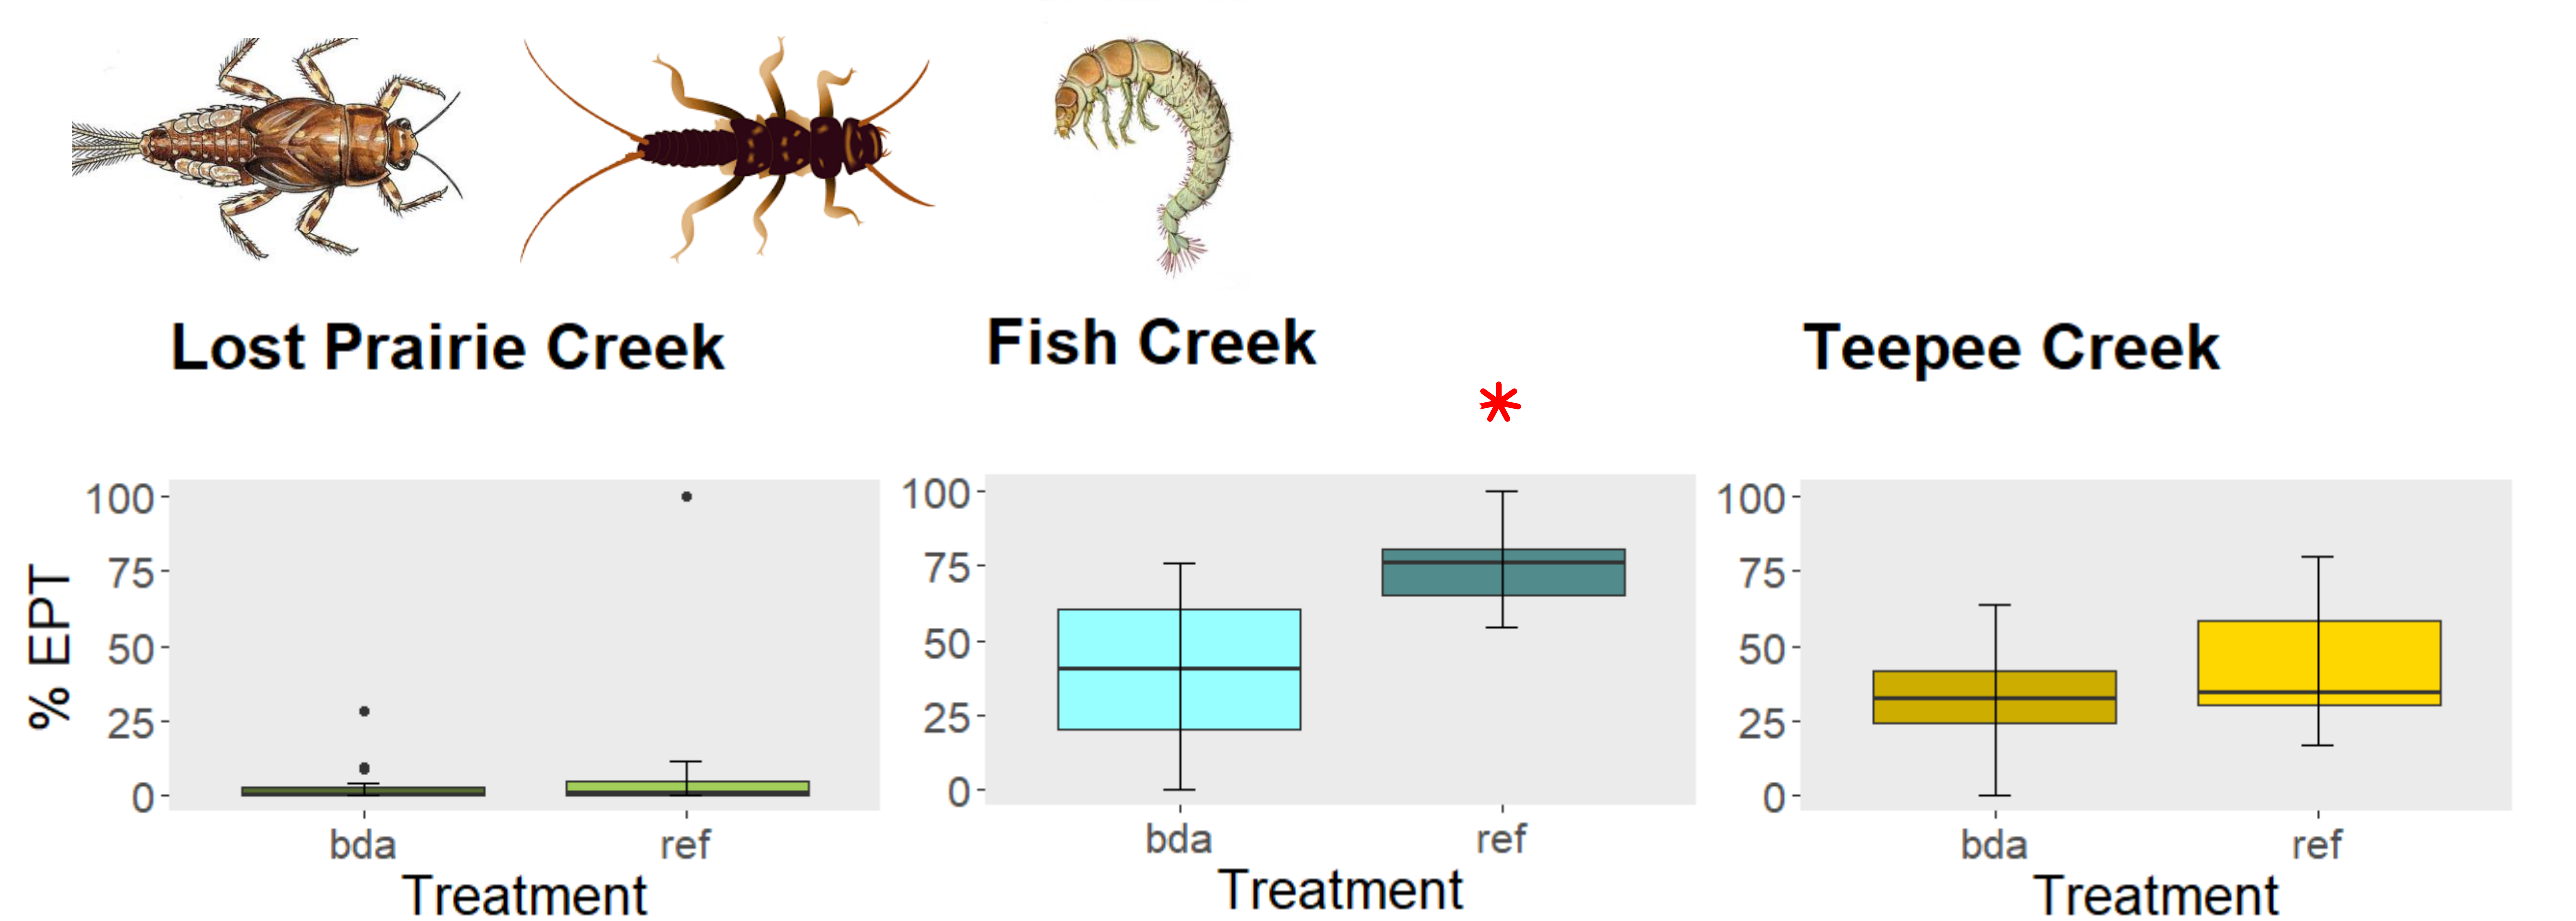 Lost Prairie Creek
Fish Creek
Teepee Creek
*
% EPT
100
75
50
25
0
bda
ref
Treatment
100
75
50
25
0
bda
ref
Treatment
100
75
50
25
0
bda
ref
Treatment